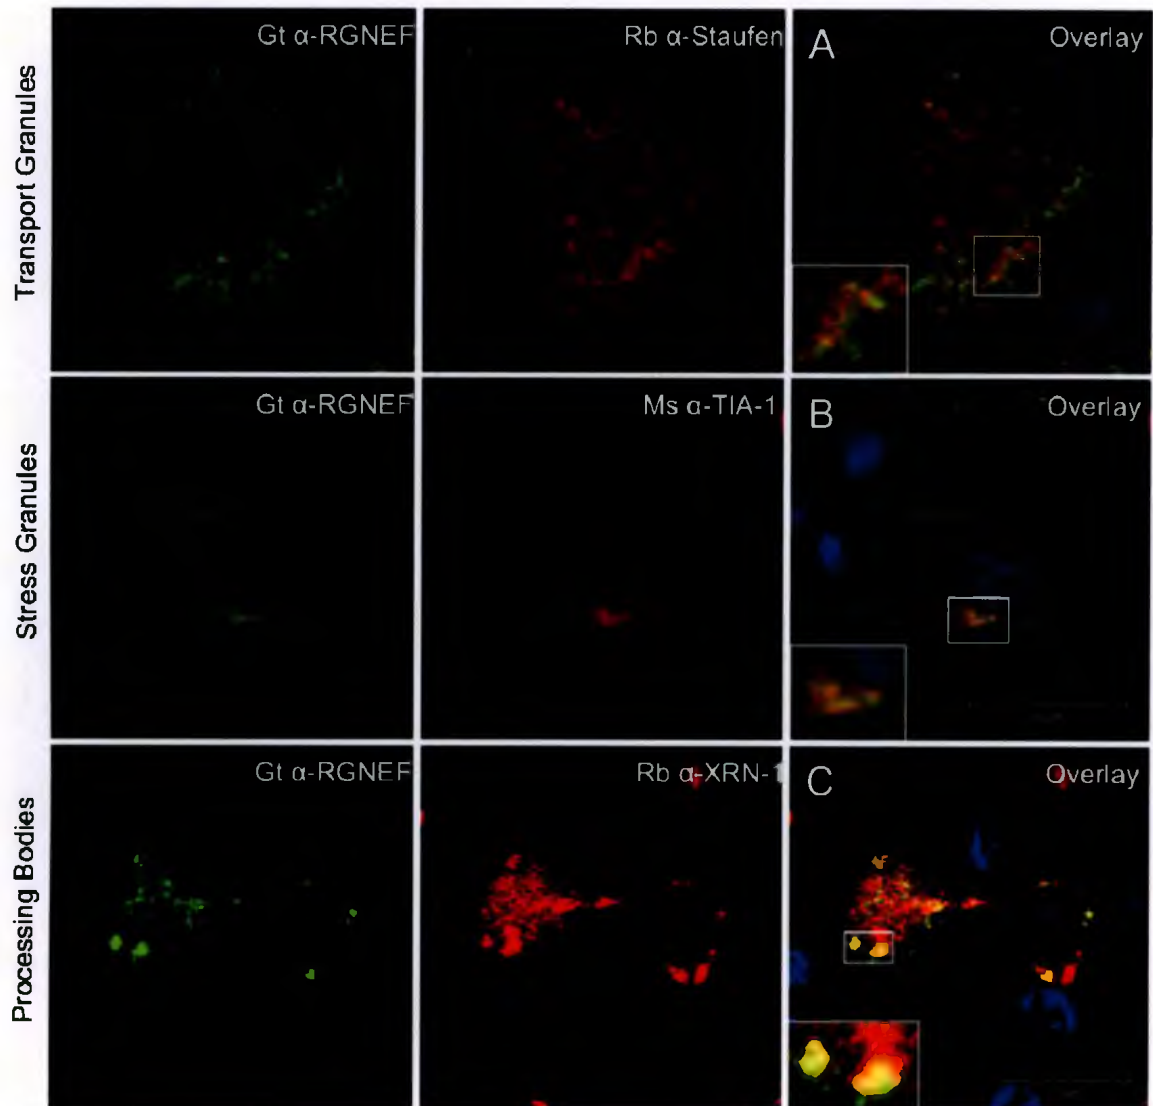 Transport Granules
Gt α-RGNEF
Rb α-Staufen
A
Overlay
Stress Granules
Gt α-RGNEF
Ms α-TIA-1
B
Overlay
Processing Bodies
Gt α-RGNEF
Rb α-XRN-1
C
Overlay